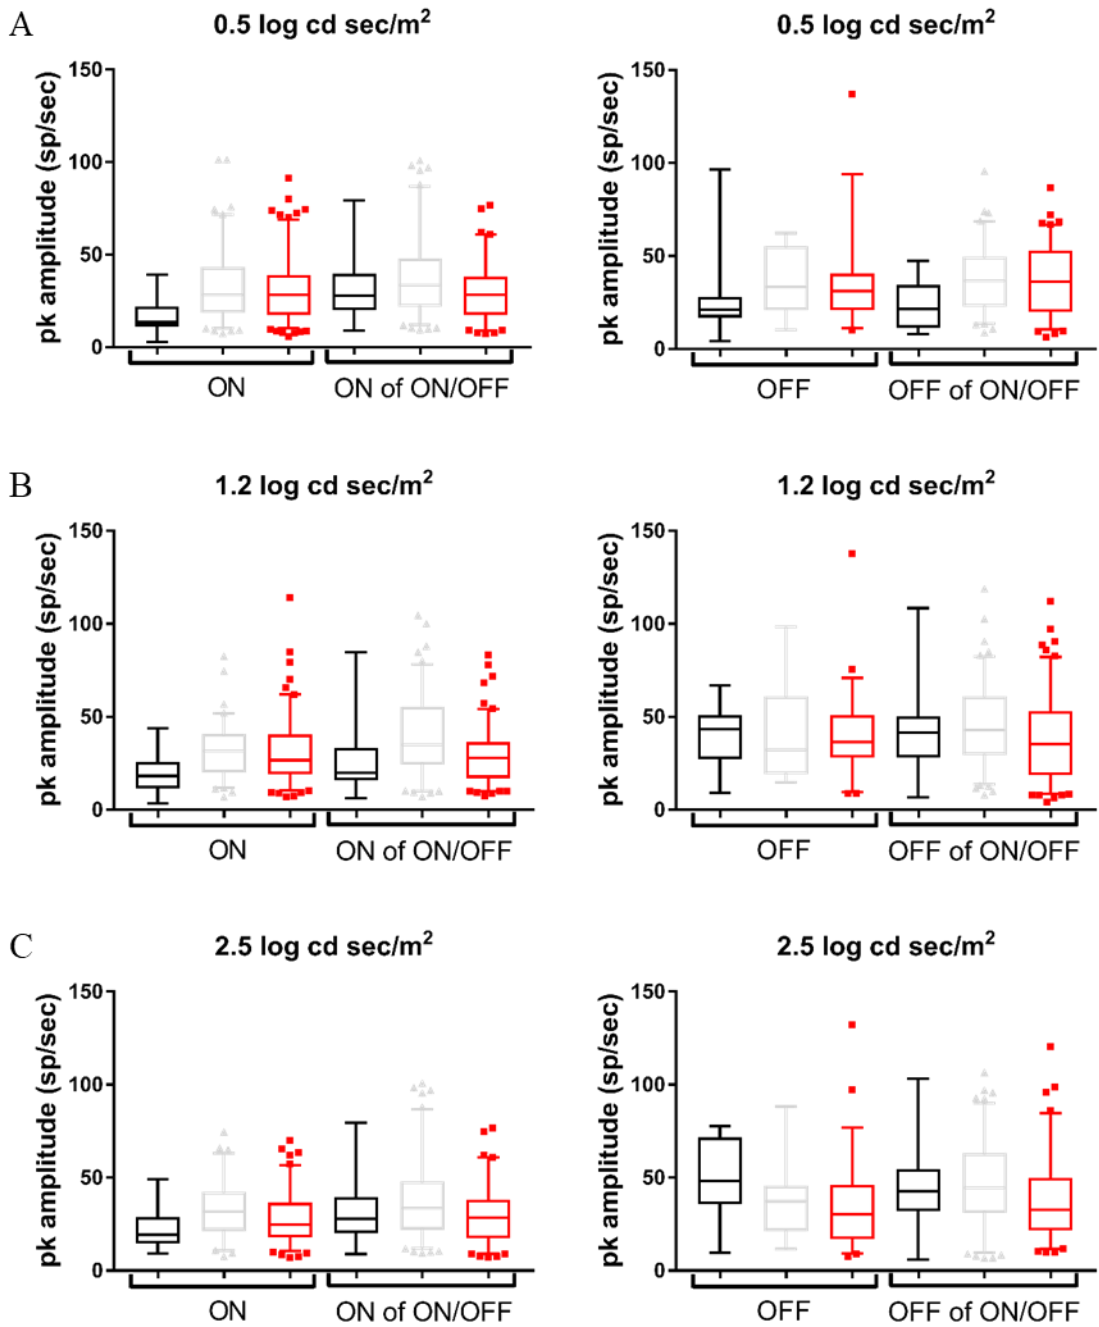 A
0.5 log cd sec/m²
0.5 log cd sec/m²
pk amplitude (sp/sec)
150
100
50
0
ON
ON of ON/OFF
pk amplitude (sp/sec)
150
100
50
0
OFF
OFF of ON/OFF
B
1.2 log cd sec/m²
1.2 log cd sec/m²
pk amplitude (sp/sec)
150
100
50
0
ON
ON of ON/OFF
pk amplitude (sp/sec)
150
100
50
0
OFF
OFF of ON/OFF
C
2.5 log cd sec/m²
2.5 log cd sec/m²
pk amplitude (sp/sec)
150
100
50
0
ON
ON of ON/OFF
pk amplitude (sp/sec)
150
100
50
0
OFF
OFF of ON/OFF